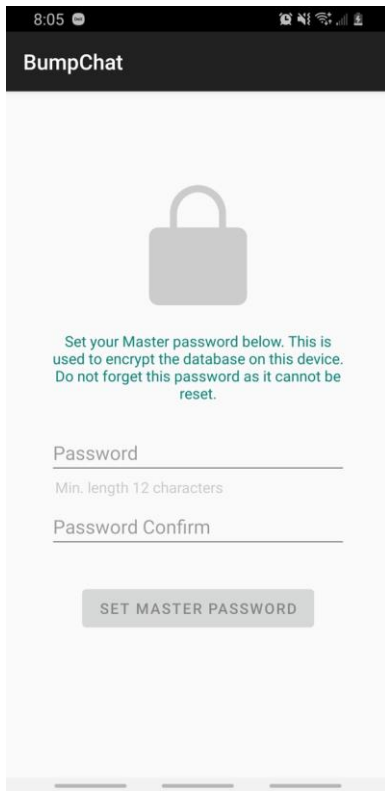 8:05
BumpChat
Set your Master password below. This is
used to encrypt the database on this device.
Do not forget this password as it cannot be
reset.
Password
Min. length 12 characters
Password Confirm
SET MASTER PASSWORD